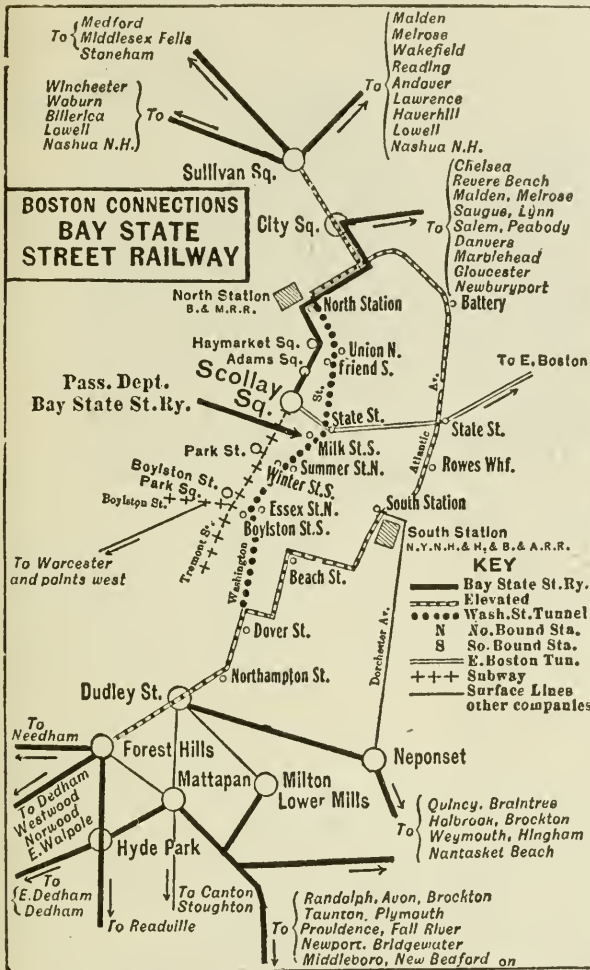 To
Medford
Middlesex Fells
Stoneham
Winchester
Woburn
Billerica
Lowell
Nashua N.H.
To
To
Malden
Melrose
Wakefield
Reading
Andover
Lawrence
Haverhill
Lowell
Nashua N.H.
Sullivan Sq.
BOSTON CONNECTIONS
BAY STATE
STREET RAILWAY
City Sq.
To
Chelsea
Revere Beach
Malden, Melrose
Saugus, Lynn
Salem, Peabody
Danvers
Marblehead
Gloucester
Newburyport
North Station
B. & M.R.R.
North Station
Battery
Haymarket Sq.
Adams Sq.
Union N.
Friend S.
Scollay
Sq.
St.
Av.
To E. Boston
Pass. Dept.
Bay State St. Ry.
State St.
State St.
Park St.
Milk St. S.
Summer St. N.
Winter St. S.
Atlantic
Rowes Whf.
Boylston St.
Park Sq.
Boylston St.
Essex St. N.
Boylston St. S.
South Station
South Station
N.Y.N.H. & H. & B. & A.R.R.
To Worcester
and points west
Tremont St.
Washington
Beach St.
Dover St.
Northampton St.
Dorchester Av.
KEY
Bay State St. Ry.
Elevated
Wash. St. Tunnel
N No. Bound Sta.
S So. Bound Sta.
E. Boston Tun.
Subway
Surface Lines
other companies
Dudley St.
To
Needham
Forest Hills
Neponset
Mattapan
Milton
Lower Mills
To Dedham
Westwood
Norwood
E. Walpole
Hyde Park
To
Quincy, Braintree
Holbrook, Brockton
Weymouth, Hingham
Nantasket Beach
To
E. Dedham
Dedham
To Readville
To Canton
Stoughton
To
Randolph, Avon, Brockton
Taunton, Plymouth
Providence, Fall River
Newport, Bridgewater
Middleboro, New Bedford on